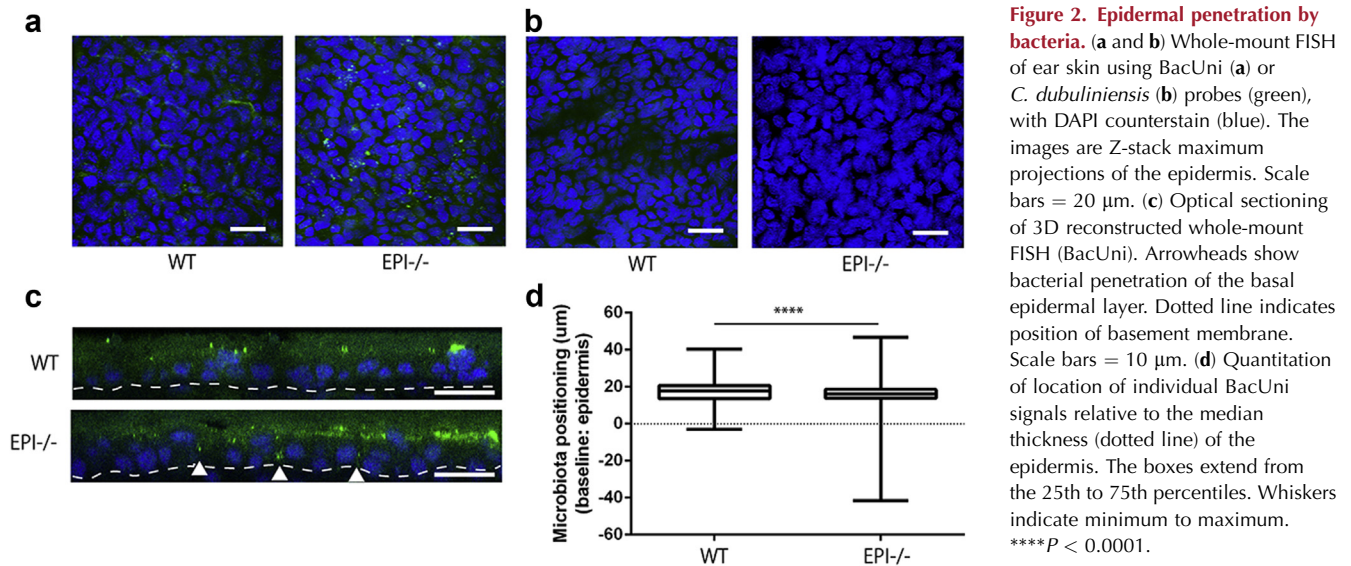 a
WT
EPI-/-
b
WT
EPI-/-
c
WT
EPI-/-
d
Microbiota positioning (um)
(baseline: epidermis)
60
40
20
0
-20
-40
-60
****
WT
EPI-/-
Figure 2. Epidermal penetration by
bacteria. (a and b) Whole-mount FISH
of ear skin using BacUni (a) or
C. dubuliniensis (b) probes (green),
with DAPI counterstain (blue). The
images are Z-stack maximum
projections of the epidermis. Scale
bars = 20 μm. (c) Optical sectioning
of 3D reconstructed whole-mount
FISH (BacUni). Arrowheads show
bacterial penetration of the basal
epidermal layer. Dotted line indicates
position of basement membrane.
Scale bars = 10 μm. (d) Quantitation
of location of individual BacUni
signals relative to the median
thickness (dotted line) of the
epidermis. The boxes extend from
the 25th to 75th percentiles. Whiskers
indicate minimum to maximum.
****P < 0.0001.